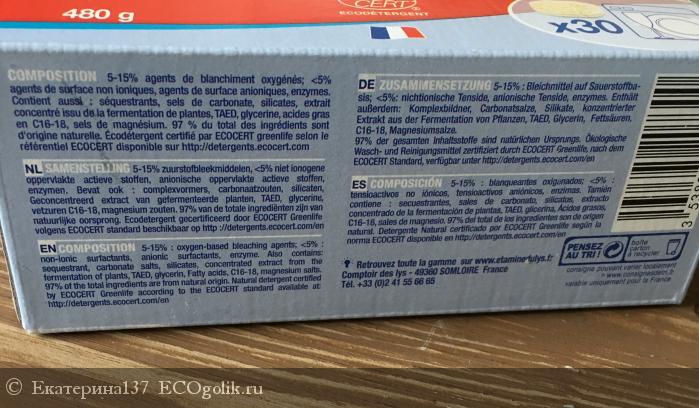 480 g
CERT
ECODÉTERGENT
x30
COMPOSITION 5-15% agents de blanchiment oxygénés; <5%
agents de surface non ioniques, agents de surface anioniques, enzymes.
Contient aussi : séquestrants, sels de carbonate, silicates, extrait
concentré issu de la fermentation de plantes, TAED, glycerine, acides gras
en C16-18, sels de magnésium. 97 % du total des ingrédients sont
d'origine naturelle. Ecodétergent certifié par ECOCERT greenlife selon le
référentiel ECOCERT disponible sur http://detergents.ecocert.com
NL SAMENSTELLING 5-15% zuurstofbleekmiddelen, <5% niet ionogene
oppervlakte actieve stoffen, anionische oppervlakte actieve stoffen,
enzymen. Bevat ook : complexvormers, carbonaatzouten, silicaten,
Geconcentreerd extract van gefermenteerde planten, TAED, glycerine,
vetzuren C16-18, magnesium zouten. 97% van de totale ingrediënten zijn van
natuurlijke oorsprong. Ecodetergent gecertificeerd door ECOCERT Greenlife
volgens ECOCERT standard beschikbaar op http://detergents.ecocert.com/en
EN COMPOSITION 5-15% : oxygen-based bleaching agents; <5% :
non-ionic surfactants, anionic surfactants, enzyme. Also contains:
sequestrant, carbonate salts, silicates, concentrated extract from the
fermentation of plants, TAED, glycerin, Fatty acids, C16-18, magnesium salts.
97% of the total ingredients are from natural origin. Natural detergent certified
by ECOCERT Greenlife according to the ECOCERT standard available at:
http://detergents.ecocert.com/en
DE ZUSAMMENSETZUNG 5-15% : Bleichmittel auf Sauerstoffba-
sis; <5%: nichtionische Tenside, anionische Tenside, enzymes. Enthält
außerdem: Komplexbildner, Carbonatsalze, Silikate, konzentrierter
Extrakt aus der Fermentation von Pflanzen, TAED, Glycerin, Fettsäuren,
C16-18, Magnesiumsalze.
97% der gesamten Inhaltsstoffe sind natürlichen Ursprungs. Ökologische
Wasch- und Reinigungsmittel zertifiziert durch ECOCERT Greenlife, nach dem
ECOCERT Standard, verfügbar unter http://detergents.ecocert.com/en
ES COMPOSICIÓN 5-15% : blanqueantes oxigenados; <5% :
tensioactivos no iónicos, tensioactivos aniónicos, enzimas. Tamién
contiene : secuestrantes, sales de carbonato, silicatos, extracto
concentrado de la fermentación de plantas, TAED, glicerina, Ácidos grasos,
C16-18, sales de magnesio. 97% del total de los ingredientes son de origen
natural. Detergente Natural certificado por ECOCERT Greenlife según la
norma ECOCERT disponible en http://detergents.ecocert.com/en
Retrouvez toute la gamme sur www.etamine du lys.fr
Comptoir des lys - 49360 SOMLOIRE France
Tél. +33 (0)2 41 55 66 65
PENSEZ
AU TRI !
boîte
carton
à recycler
consigne pouvant varier localement
> www.consignesdetri.fr
valable uniquement pour la France
© Екатерина137 ECOgolik.ru